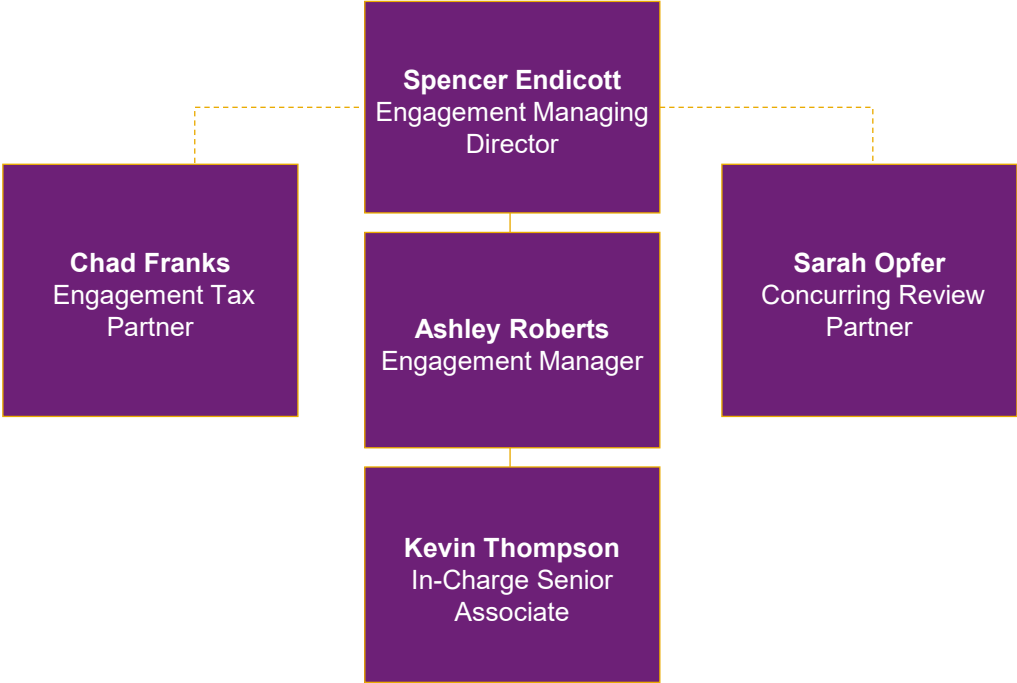 Spencer Endicott
Engagement Managing
Director
Chad Franks
Engagement Tax
Partner
Ashley Roberts
Engagement Manager
Sarah Opfer
Concurring Review
Partner
Kevin Thompson
In-Charge Senior
Associate